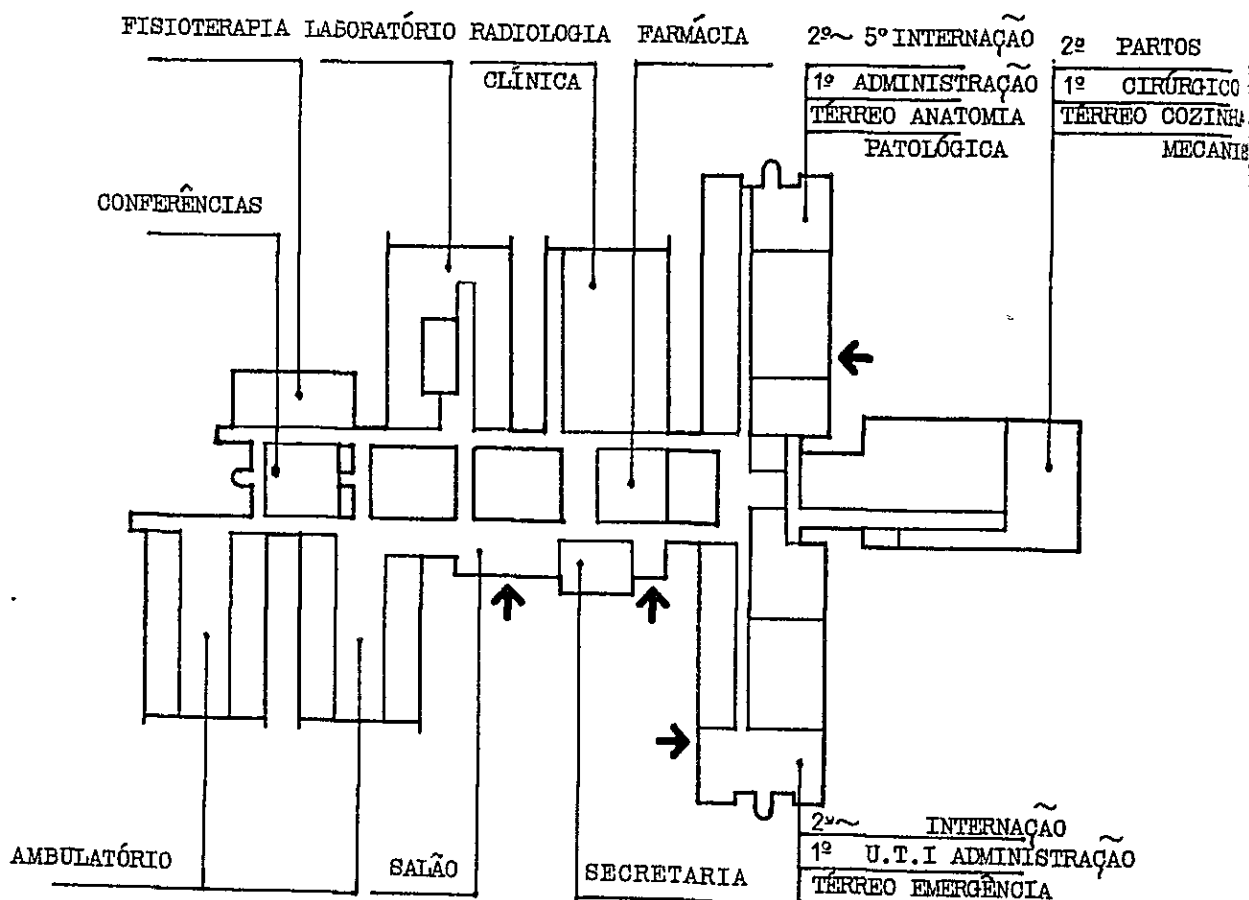 FISIOTERAPIA LABORATÓRIO RADIOLOGIA FARMÁCIA
CLÍNICA
2º~ 5º INTERNAÇÃO
1º ADMINISTRAÇÃO
TÉRREO ANATOMIA
PATOLÓGICA
2º PARTOS
1º CIRÚRGICO
TÉRREO COZINHA
CONFERÊNCIAS
AMBULATÓRIO
SALÃO
SECRETARIA
2º~ INTERNAÇÃO
1º U.T.I ADMINISTRAÇÃO
TÉRREO EMERGÊNCIA